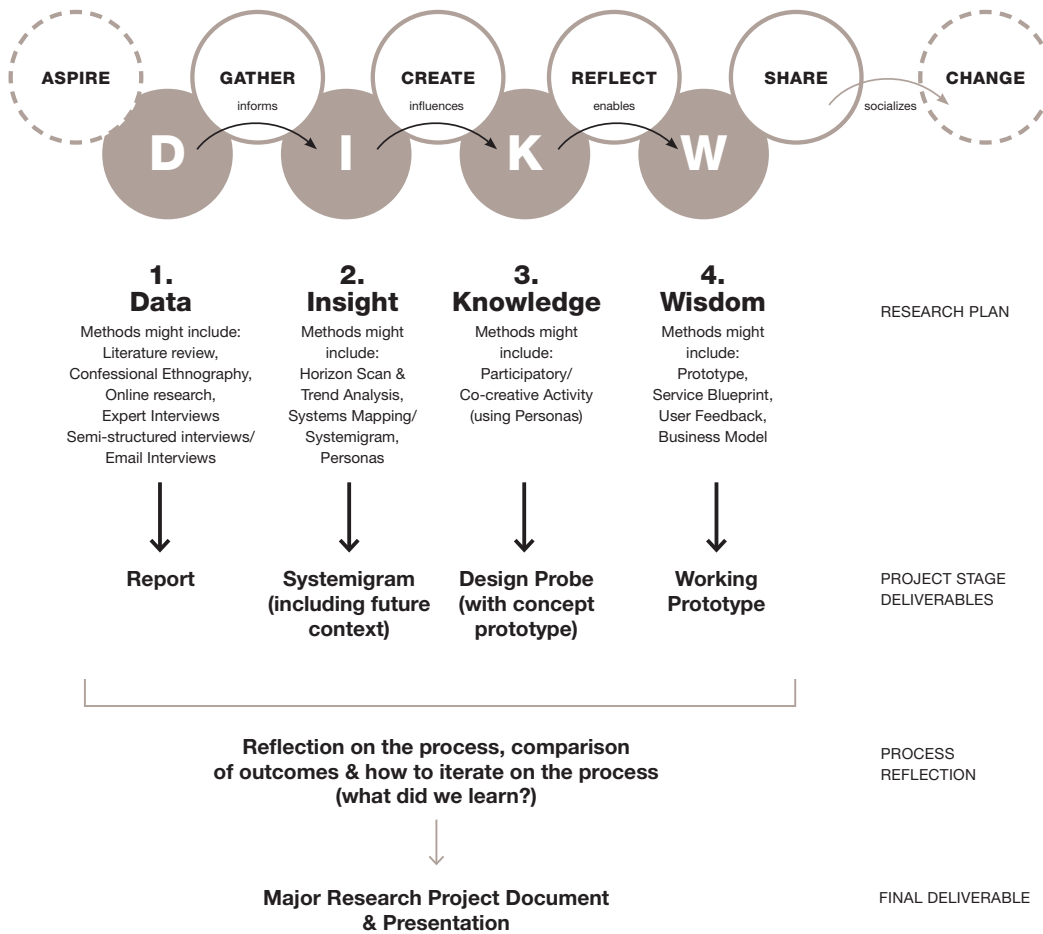 ASPIRE
GATHER
CREATE
REFLECT
SHARE
CHANGE
informs
influences
enables
socializes
D
I
K
W
1.
Data
Methods might include:
Literature review,
Confessional Ethnography,
Online research,
Expert Interviews
Semi-structured interviews/
Email Interviews
2.
Insight
Methods might
include:
Horizon Scan &
Trend Analysis,
Systems Mapping/
Systemigram,
Personas
3.
Knowledge
Methods might
include:
Participatory/
Co-creative Activity
(using Personas)
4.
Wisdom
Methods might
include:
Prototype,
Service Blueprint,
User Feedback,
Business Model
RESEARCH PLAN
Report
Systemigram
(including future
context)
Design Probe
(with concept
prototype)
Working
Prototype
PROJECT STAGE
DELIVERABLES
Reflection on the process, comparison
of outcomes & how to iterate on the process
(what did we learn?)
PROCESS
REFLECTION
Major Research Project Document
& Presentation
FINAL DELIVERABLE